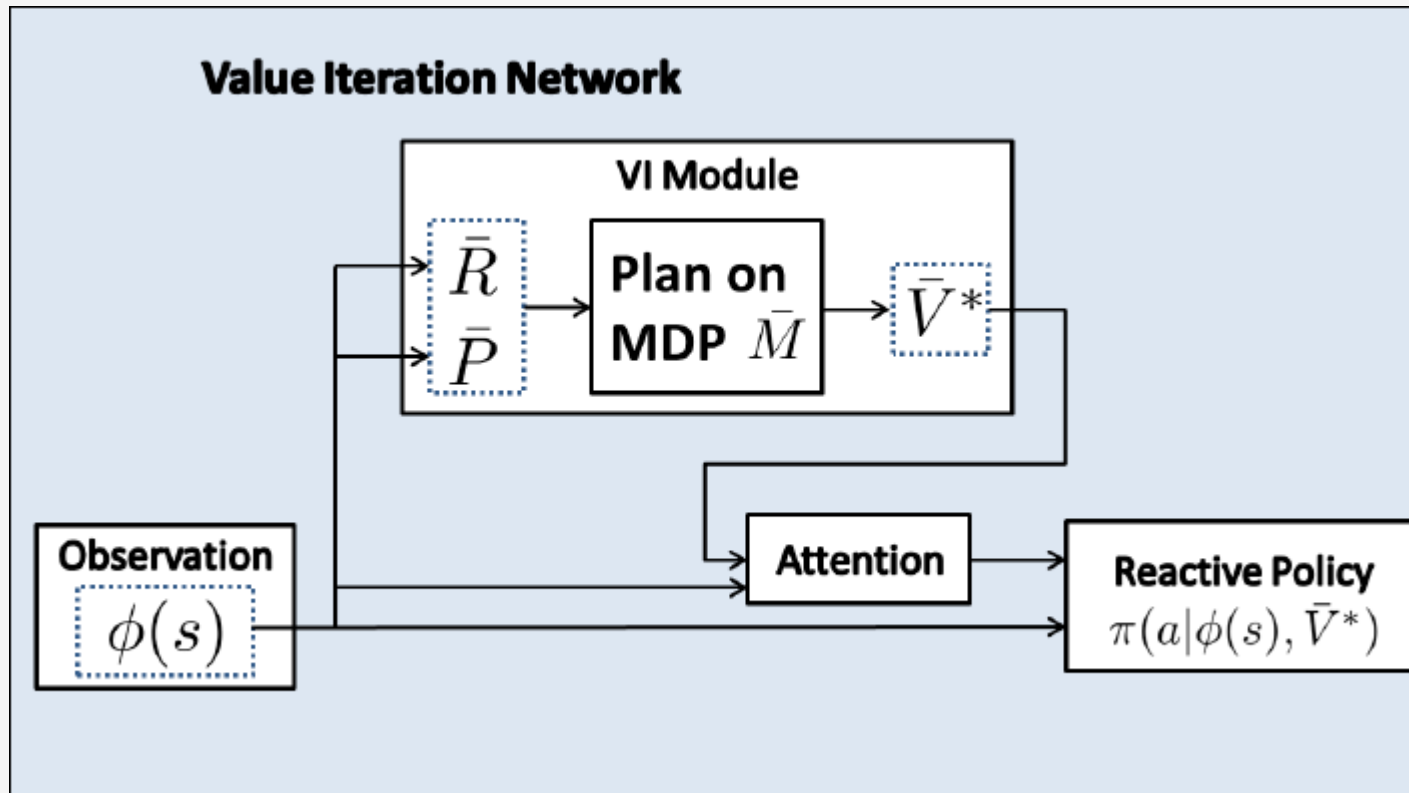 Value Iteration Network
VI Module
R̄
P̄
Plan on
MDP M̄
V̄*
Observation
ϕ(s)
Attention
Reactive Policy
π(a|ϕ(s), V̄*)